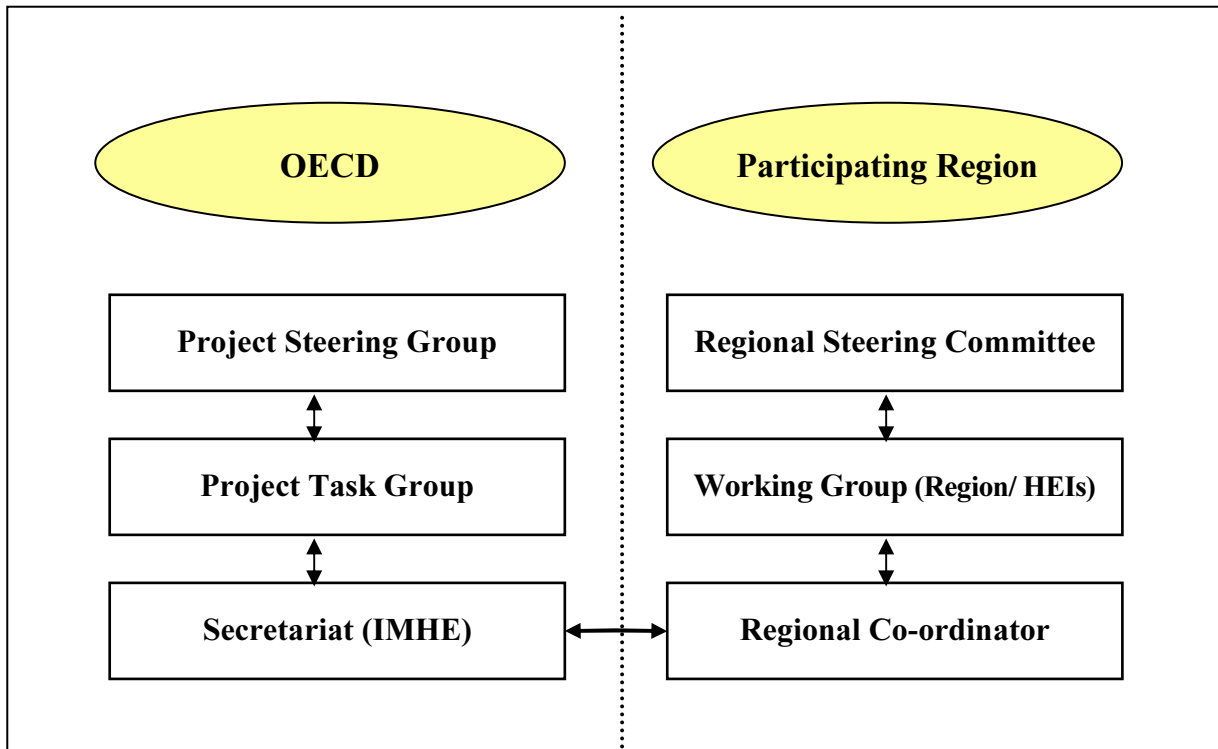 OECD
Participating Region
Project Steering Group
Regional Steering Committee
Project Task Group
Working Group (Region/ HEIs)
Secretariat (IMHE)
Regional Co-ordinator